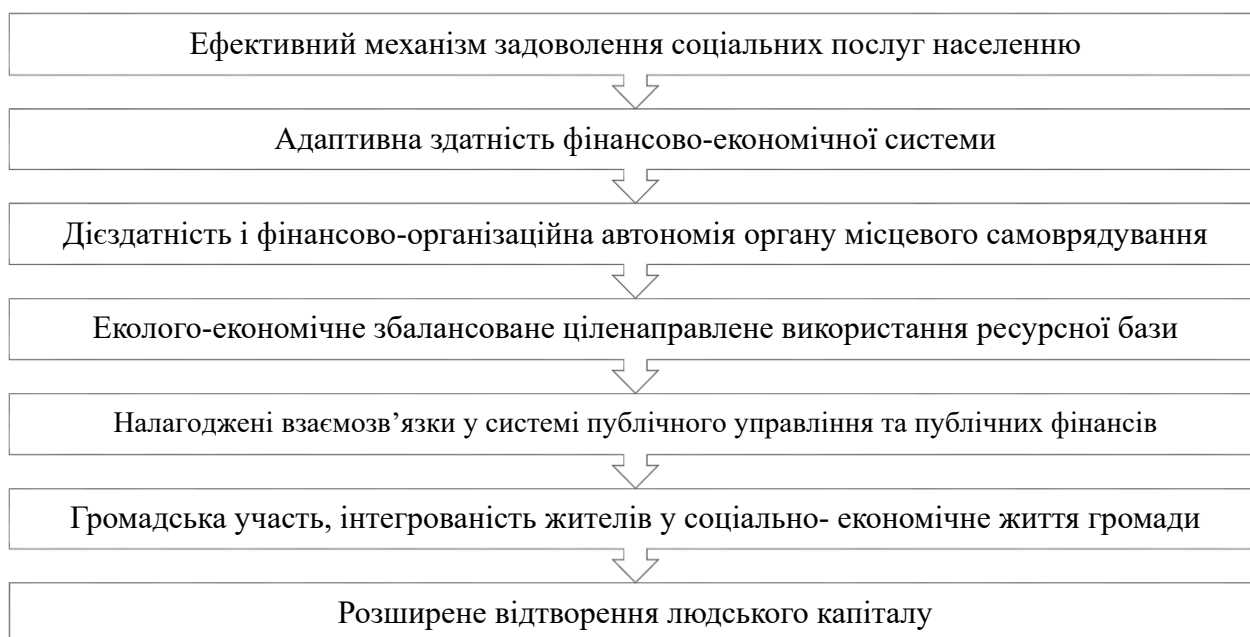 Ефективний механізм задоволення соціальних послуг населенню
Адаптивна здатність фінансово-економічної системи
Дієздатність і фінансово-організаційна автономія органу місцевого самоврядування
Еколого-економічне збалансоване ціленаправлене використання ресурсної бази
Налагоджені взаємозв’язки у системі публічного управління та публічних фінансів
Громадська участь, інтегрованість жителів у соціально- економічне життя громади
Розширене відтворення людського капіталу